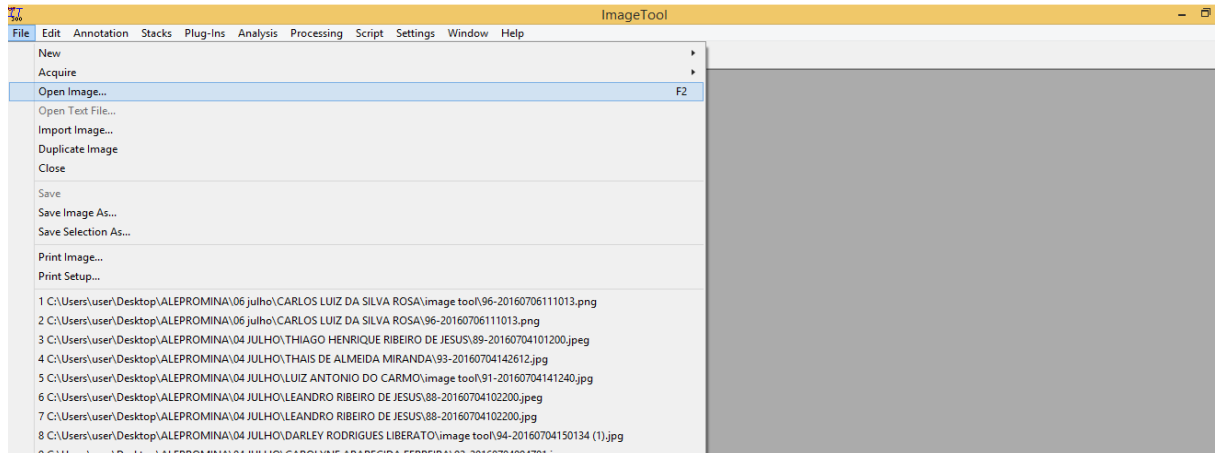 ImageTool
File Edit Annotation Stacks Plug-Ins Analysis Processing Script Settings Window Help
New
Acquire
Open Image... F2
Open Text File...
Import Image...
Duplicate Image
Close
Save
Save Image As...
Save Selection As...
Print Image...
Print Setup...
1 C:\Users\user\Desktop\ALEPROMINA\06 julho\CARLOS LUIZ DA SILVA ROSA\image tool\96-20160706111013.png
2 C:\Users\user\Desktop\ALEPROMINA\06 julho\CARLOS LUIZ DA SILVA ROSA\96-20160706111013.png
3 C:\Users\user\Desktop\ALEPROMINA\04 JULHO\THIAGO HENRIQUE RIBEIRO DE JESUS\89-20160704101200.jpeg
4 C:\Users\user\Desktop\ALEPROMINA\04 JULHO\THAIS DE ALMEIDA MIRANDA\93-20160704142612.jpg
5 C:\Users\user\Desktop\ALEPROMINA\04 JULHO\LUIZ ANTONIO DO CARMO\image tool\91-20160704141240.jpg
6 C:\Users\user\Desktop\ALEPROMINA\04 JULHO\LEANDRO RIBEIRO DE JESUS\88-20160704102200.jpeg
7 C:\Users\user\Desktop\ALEPROMINA\04 JULHO\LEANDRO RIBEIRO DE JESUS\88-20160704102200.jpg
8 C:\Users\user\Desktop\ALEPROMINA\04 JULHO\DARLEY RODRIGUES LIBERATO\image tool\94-20160704150134 (1).jpg